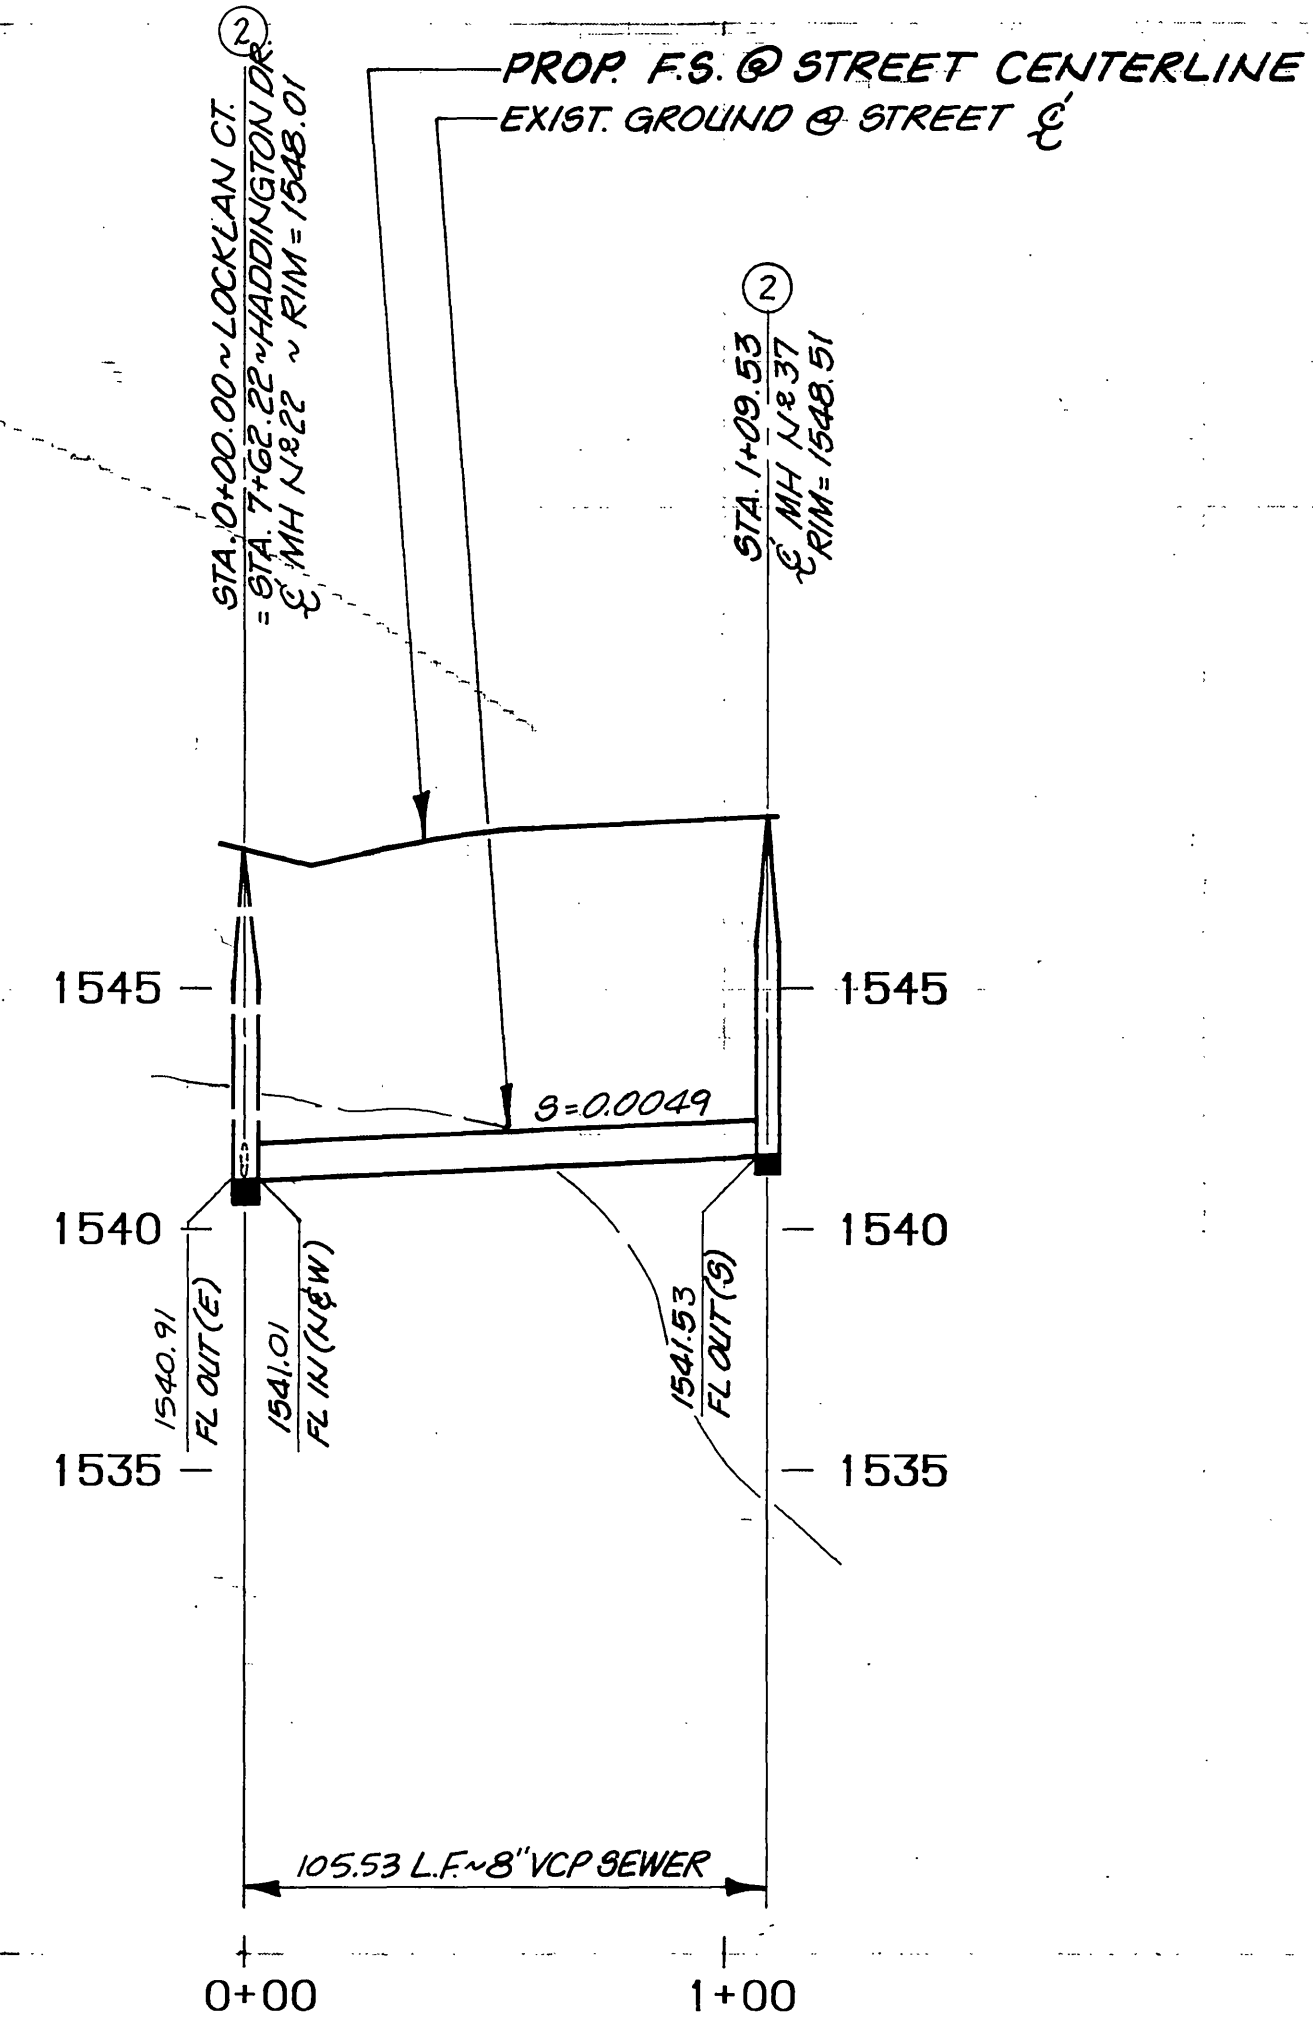 2
STA. 0+00.00 ~ LOCKLAN CT.
= STA. 7+62.22 ~ HADDINGTON DR.
℄ MH Nº 22 ~ RIM = 1548.01
PROP. F.S. @ STREET CENTERLINE
EXIST. GROUND @ STREET ℄
2
STA. 1+09.53
℄ MH Nº 37
RIM = 1548.51
1545
1545
S=0.0049
1540
1540
1540.91
FL OUT (E)
1541.01
FL IN (N&W)
1541.53
FL OUT (S)
1535
1535
105.53 L.F. ~ 8" VCP SEWER
0+00
1+00